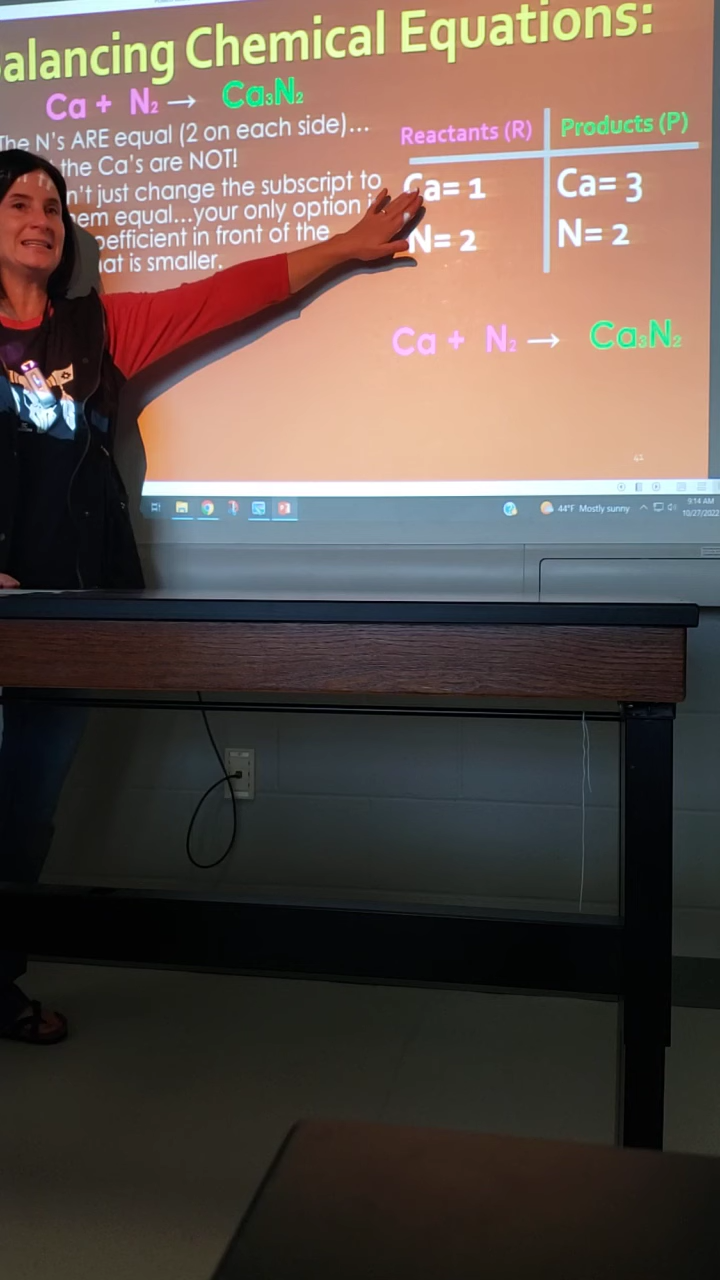 alancing Chemical Equations:
Ca + N₂ → Ca₃N₂
The N's ARE equal (2 on each side)...
the Ca's are NOT!
n't just change the subscript to
em equal...your only option i
oefficient in front of the
at is smaller.
Reactants (R) Products (P)
Ca= 1 Ca= 3
N= 2 N= 2
Ca + N₂ → Ca₃N₂
42
44°F Mostly sunny
9:14 AM
10/27/2022